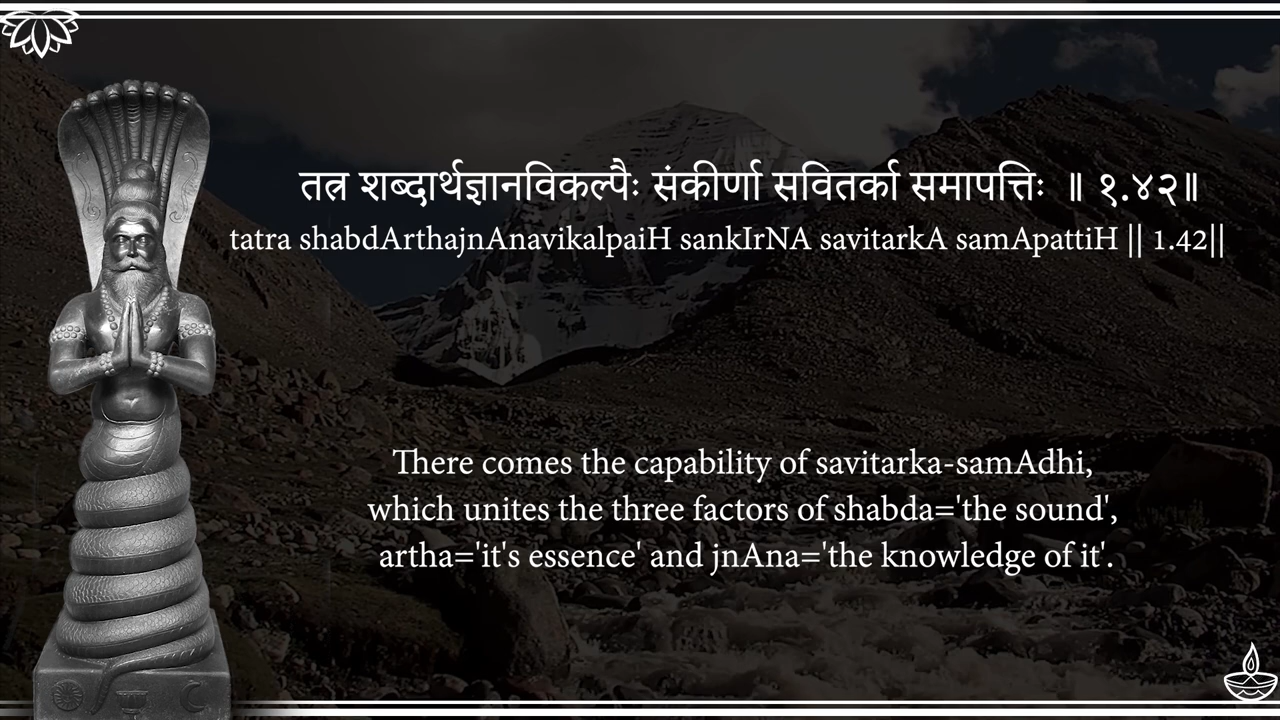 तत्र शब्दार्थज्ञानविकल्पैः संकीर्णा सवितर्का समापत्तिः ॥ १.४२॥
tatra shabdArthajnAnavikalpaiH sankIrNA savitarkA samApattiH || 1.42||
There comes the capability of savitarka-samAdhi,
which unites the three factors of shabda='the sound',
artha='it's essence' and jnAna='the knowledge of it'.